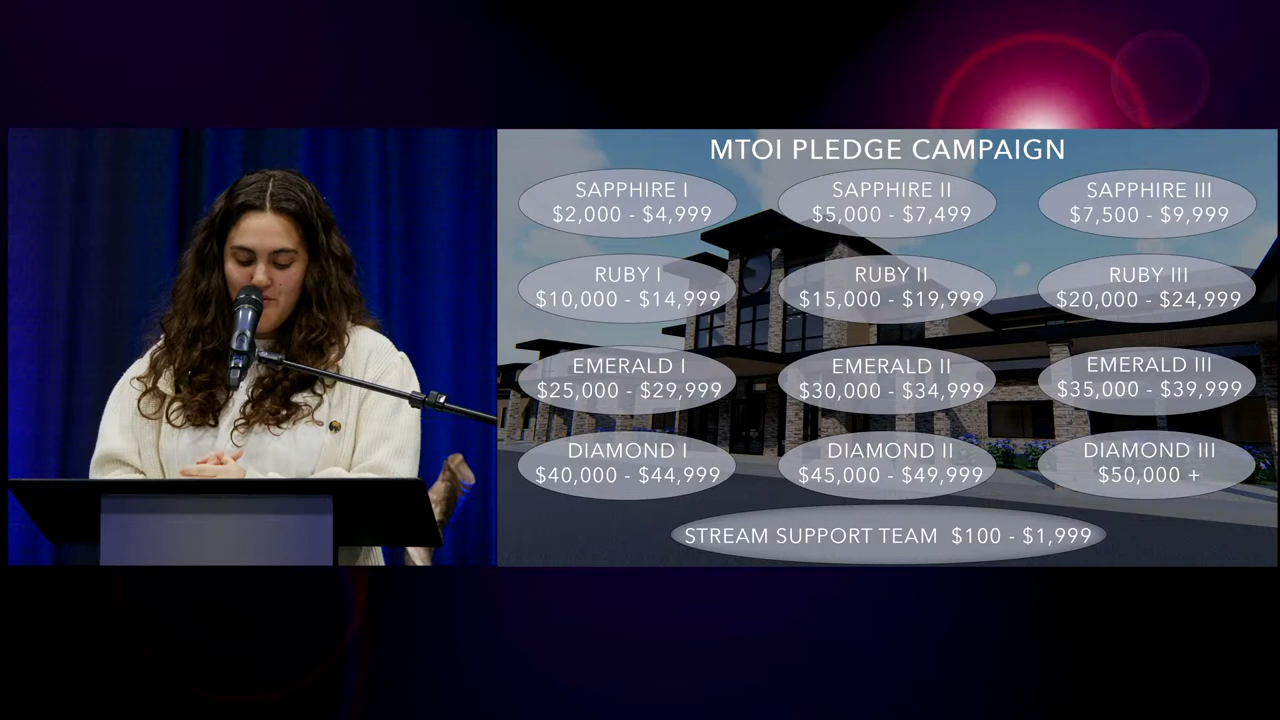 MTOI PLEDGE CAMPAIGN
SAPPHIRE I
$2,000 - $4,999
SAPPHIRE II
$5,000 - $7,499
SAPPHIRE III
$7,500 - $9,999
RUBY I
$10,000 - $14,999
RUBY II
$15,000 - $19,999
RUBY III
$20,000 - $24,999
EMERALD I
$25,000 - $29,999
EMERALD II
$30,000 - $34,999
EMERALD III
$35,000 - $39,999
DIAMOND I
$40,000 - $44,999
DIAMOND II
$45,000 - $49,999
DIAMOND III
$50,000 +
STREAM SUPPORT TEAM $100 - $1,999